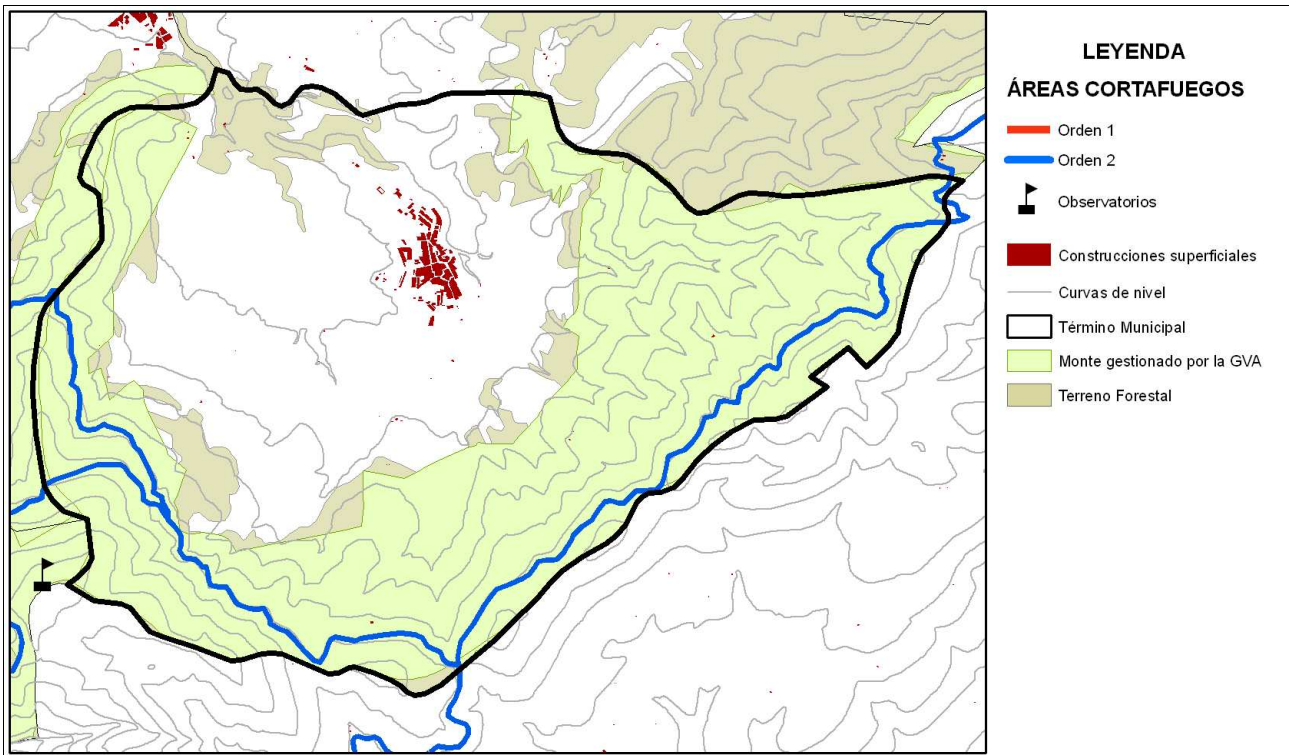 LEYENDA
ÁREAS CORTAFUEGOS
Orden 1
Orden 2
Observatorios
Construcciones superficiales
Curvas de nivel
Término Municipal
Monte gestionado por la GVA
Terreno Forestal